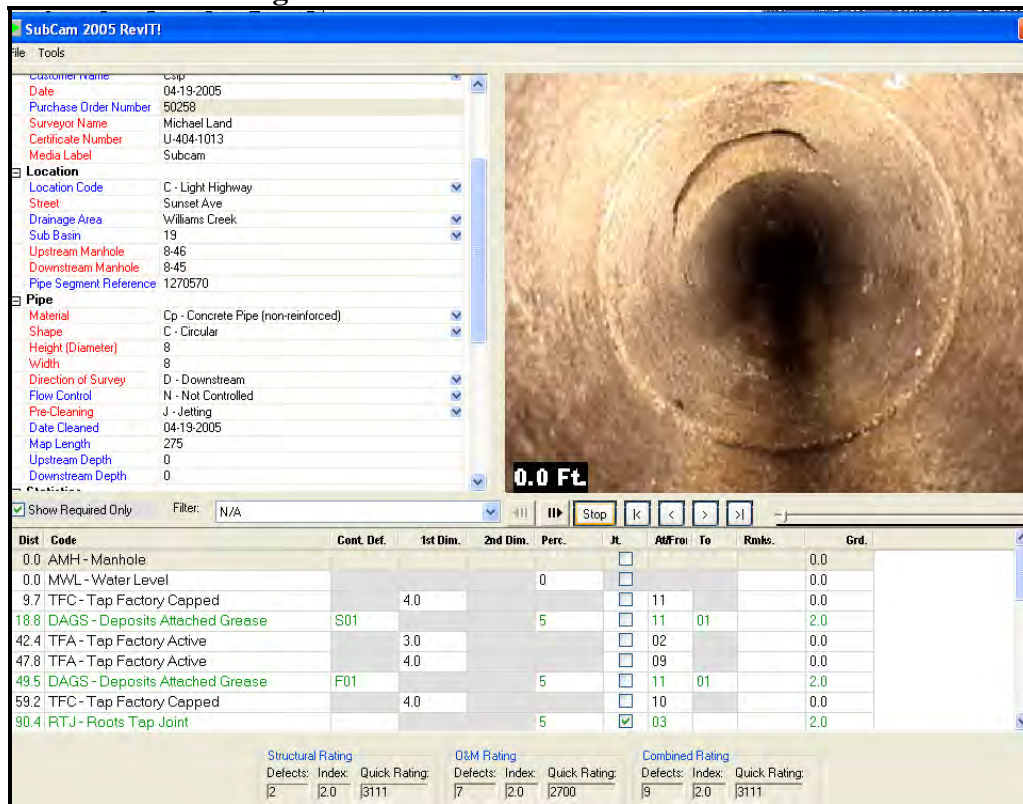 SubCam 2005 RevIT!
File Tools
Customer Name Csip
Date 04-19-2005
Purchase Order Number 50258
Surveyor Name Michael Land
Certificate Number U-404-1013
Media Label Subcam
Location
Location Code C - Light Highway
Street Sunset Ave
Drainage Area Williams Creek
Sub Basin 19
Upstream Manhole 8-46
Downstream Manhole 8-45
Pipe Segment Reference 1270570
Pipe
Material Cp - Concrete Pipe (non-reinforced)
Shape C - Circular
Height (Diameter) 8
Width 8
Direction of Survey D - Downstream
Flow Control N - Not Controlled
Pre-Cleaning J - Jetting
Date Cleaned 04-19-2005
Map Length 275
Upstream Depth 0
Downstream Depth 0
0.0 Ft.
Show Required Only Filter: N/A Stop
Dist Code Cont. Def. 1st Dim. 2nd Dim. Perc. Jt. At/Fro To Rmks. Grd.
0.0 AMH - Manhole 0.0
0.0 MWL - Water Level 0 0.0
9.7 TFC - Tap Factory Capped 4.0 11 0.0
18.8 DAGS - Deposits Attached Grease S01 5 11 01 2.0
42.4 TFA - Tap Factory Active 3.0 02 0.0
47.8 TFA - Tap Factory Active 4.0 09 0.0
49.5 DAGS - Deposits Attached Grease F01 5 11 01 2.0
59.2 TFC - Tap Factory Capped 4.0 10 0.0
90.4 RTJ - Roots Tap Joint 5 03 2.0
Structural Rating O&M Rating Combined Rating
Defects: Index: Quick Rating: Defects: Index: Quick Rating: Defects: Index: Quick Rating:
2 2.0 3111 7 2.0 2700 9 2.0 3111